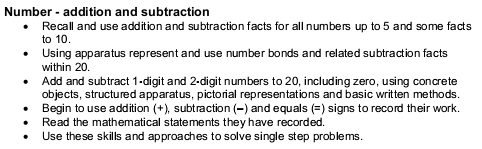 Number - addition and subtraction
• Recall and use addition and subtraction facts for all numbers up to 5 and some facts
to 10.
• Using apparatus represent and use number bonds and related subtraction facts
within 20.
• Add and subtract 1-digit and 2-digit numbers to 20, including zero, using concrete
objects, structured apparatus, pictorial representations and basic written methods.
• Begin to use addition (+), subtraction (–) and equals (=) signs to record their work.
• Read the mathematical statements they have recorded.
• Use these skills and approaches to solve single step problems.